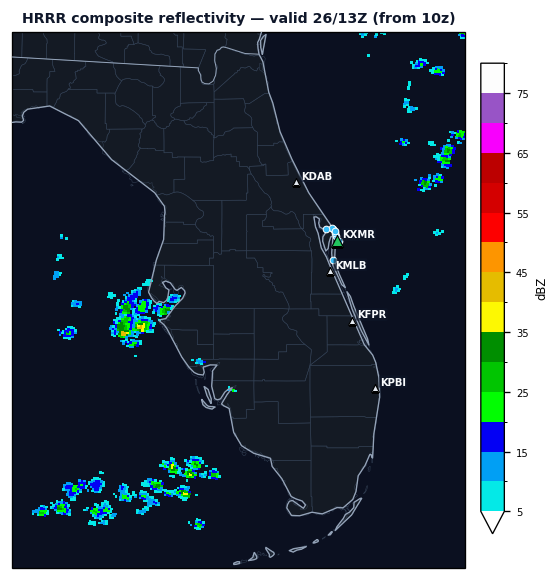 HRRR composite reflectivity — valid 26/13Z (from 10z)
KDAB
KXMR
KMLB
KFPR
KPBI
75
65
55
45
35
25
15
5
dBZ